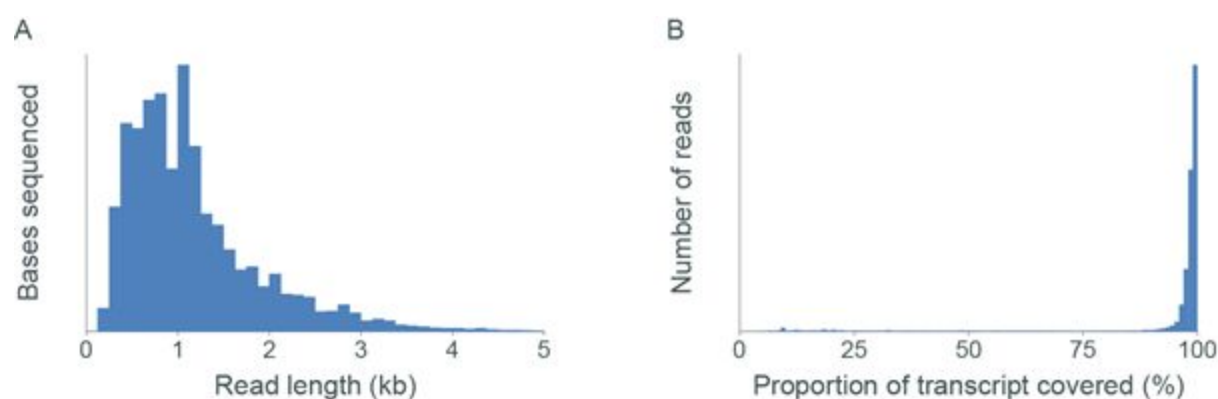 A
Bases sequenced
0 1 2 3 4 5
Read length (kb)
B
Number of reads
0 25 50 75 100
Proportion of transcript covered (%)